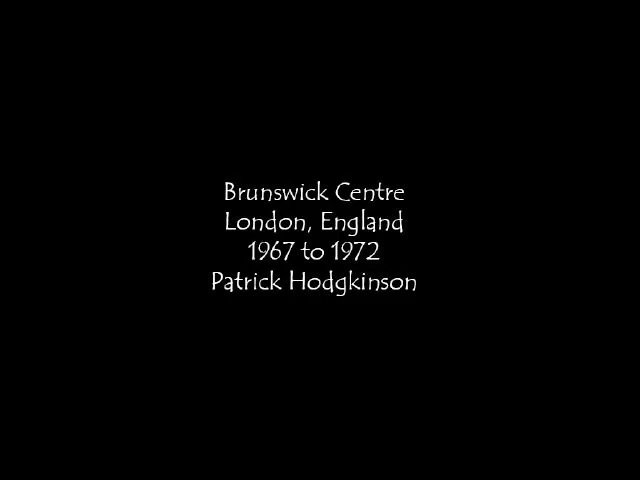 Brunswick Centre
London, England
1967 to 1972
Patrick Hodgkinson